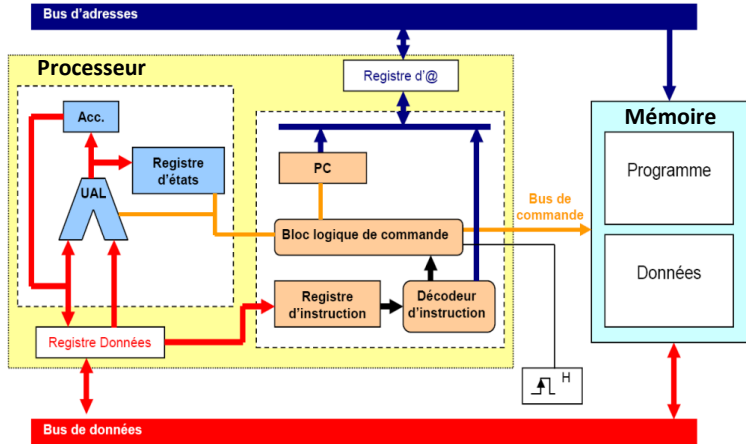 Bus d'adresses
Processeur
Registre d'@
Acc.
Registre
d'états
UAL
PC
Bloc logique de commande
Registre
d'instruction
Décodeur
d'instruction
Registre Données
Bus de
commande
Mémoire
Programme
Données
H
Bus de données